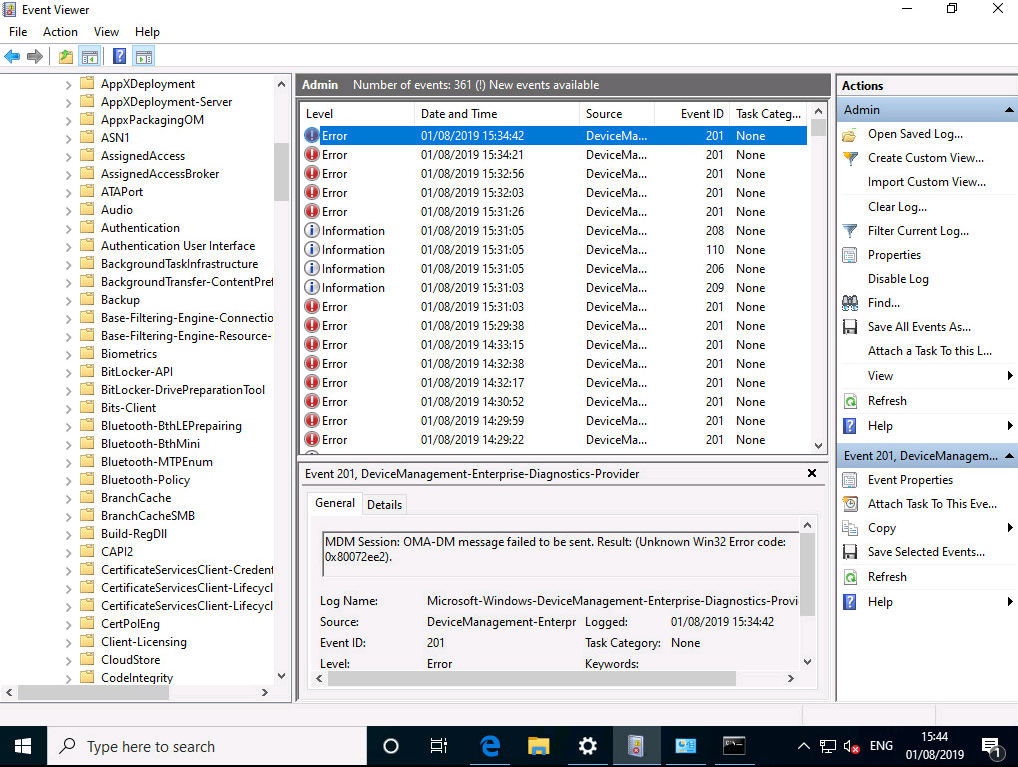 Event Viewer
File Action View Help
AppXDeployment
AppXDeployment-Server
AppxPackagingOM
ASN1
AssignedAccess
AssignedAccessBroker
ATAPort
Audio
Authentication
Authentication User Interface
BackgroundTaskInfrastructure
BackgroundTransfer-ContentPref
Backup
Base-Filtering-Engine-Connectio
Base-Filtering-Engine-Resource-
Biometrics
BitLocker-API
BitLocker-DrivePreparationTool
Bits-Client
Bluetooth-BthLEPrepairing
Bluetooth-BthMini
Bluetooth-MTPEnum
Bluetooth-Policy
BranchCache
BranchCacheSMB
Build-RegDll
CAPI2
CertificateServicesClient-Credent
CertificateServicesClient-Lifecycl
CertificateServicesClient-Lifecycl
CertPolEng
Client-Licensing
CloudStore
CodeIntegrity
Admin Number of events: 361 (!) New events available
Level Date and Time Source Event ID Task Categ...
Error 01/08/2019 15:34:42 DeviceMa... 201 None
Error 01/08/2019 15:34:21 DeviceMa... 201 None
Error 01/08/2019 15:32:56 DeviceMa... 201 None
Error 01/08/2019 15:32:03 DeviceMa... 201 None
Error 01/08/2019 15:31:26 DeviceMa... 201 None
Information 01/08/2019 15:31:05 DeviceMa... 208 None
Information 01/08/2019 15:31:05 DeviceMa... 110 None
Information 01/08/2019 15:31:05 DeviceMa... 206 None
Information 01/08/2019 15:31:03 DeviceMa... 209 None
Error 01/08/2019 15:31:03 DeviceMa... 201 None
Error 01/08/2019 15:29:38 DeviceMa... 201 None
Error 01/08/2019 14:33:15 DeviceMa... 201 None
Error 01/08/2019 14:32:38 DeviceMa... 201 None
Error 01/08/2019 14:32:17 DeviceMa... 201 None
Error 01/08/2019 14:30:52 DeviceMa... 201 None
Error 01/08/2019 14:29:59 DeviceMa... 201 None
Error 01/08/2019 14:29:22 DeviceMa... 201 None
Event 201, DeviceManagement-Enterprise-Diagnostics-Provider
General Details
MDM Session: OMA-DM message failed to be sent. Result: (Unknown Win32 Error code:
0x80072ee2).
Log Name: Microsoft-Windows-DeviceManagement-Enterprise-Diagnostics-Provi
Source: DeviceManagement-Enterpr Logged: 01/08/2019 15:34:42
Event ID: 201 Task Category: None
Level: Error Keywords:
Actions
Admin
Open Saved Log...
Create Custom View...
Import Custom View...
Clear Log...
Filter Current Log...
Properties
Disable Log
Find...
Save All Events As...
Attach a Task To this L...
View
Refresh
Help
Event 201, DeviceManagem...
Event Properties
Attach Task To This Eve...
Copy
Save Selected Events...
Refresh
Help
Type here to search
ENG
15:44
01/08/2019
1